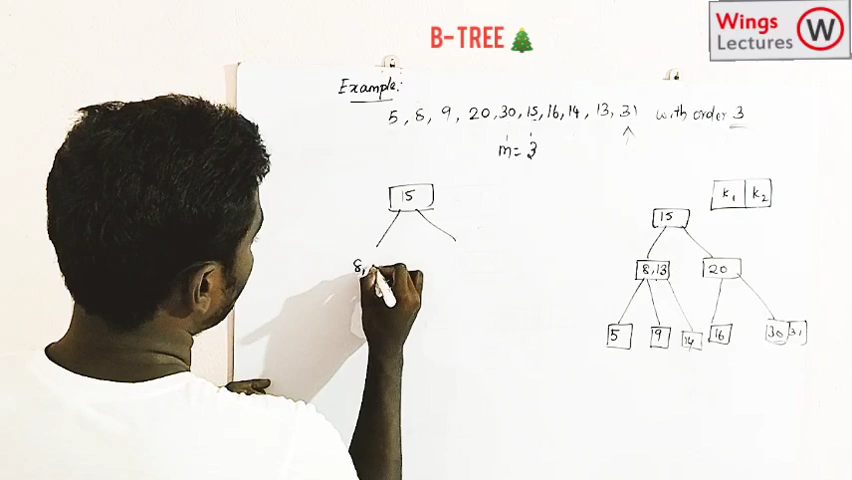 B-TREE
Wings
Lectures W
Example:
5, 8, 9, 20, 30, 15, 16, 14, 13, 31 with order 3
m = 3
15
8,
K1 K2
15
8,13 20
5 9 14 16 30 31